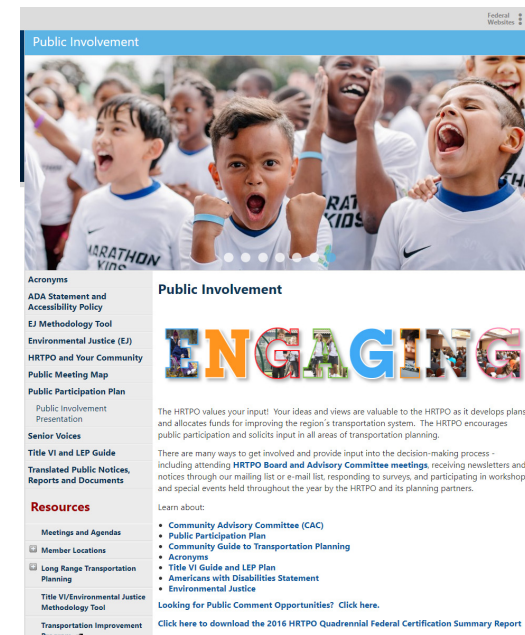 Federal
Websites
Public Involvement
MARATHON
KIDS
RAT
KIDS
Acronyms
ADA Statement and
Accessibility Policy
EJ Methodology Tool
Environmental Justice (EJ)
HRTPO and Your Community
Public Meeting Map
Public Participation Plan
Public Involvement
Presentation
Senior Voices
Title VI and LEP Guide
Translated Public Notices,
Reports and Documents
Resources
Meetings and Agendas
Member Locations
Long Range Transportation
Planning
Title VI/Environmental Justice
Methodology Tool
Transportation Improvement
Public Involvement
ENGAGING
The HRTPO values your input! Your ideas and views are valuable to the HRTPO as it develops plans
and allocates funds for improving the region's transportation system. The HRTPO encourages
public participation and solicits input in all areas of transportation planning.
There are many ways to get involved and provide input into the decision-making process -
including attending HRTPO Board and Advisory Committee meetings, receiving newsletters and
notices through our mailing list or e-mail list, responding to surveys, and participating in workshop
and special events held throughout the year by the HRTPO and its planning partners.
Learn about:
Community Advisory Committee (CAC)
Public Participation Plan
Community Guide to Transportation Planning
Acronyms
Title VI Guide and LEP Plan
Americans with Disabilities Statement
Environmental Justice
Looking for Public Comment Opportunities? Click here.
Click here to download the 2016 HRTPO Quadrennial Federal Certification Summary Report